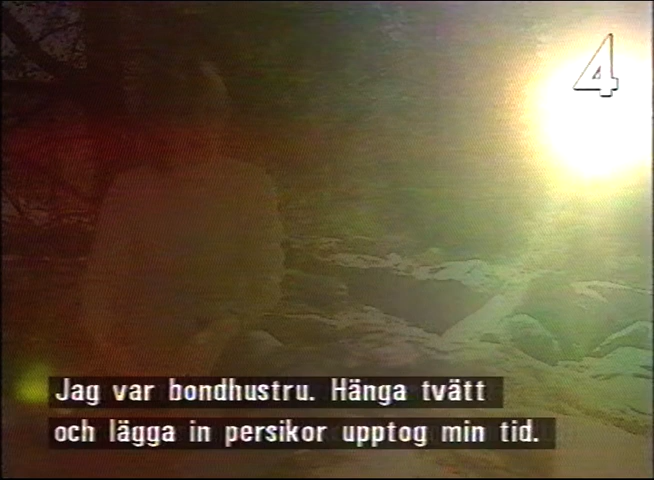 4
Jag var bondhustru. Hänga tvätt
och lägga in persikor upptog min tid.